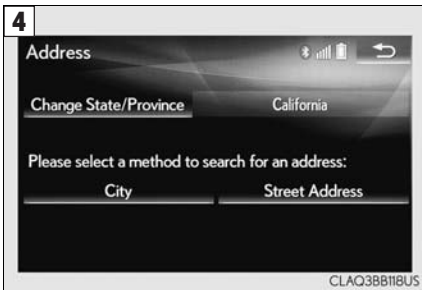 4
Address
Change State/Province California
Please select a method to search for an address:
City Street Address
CLAQ3BB118US